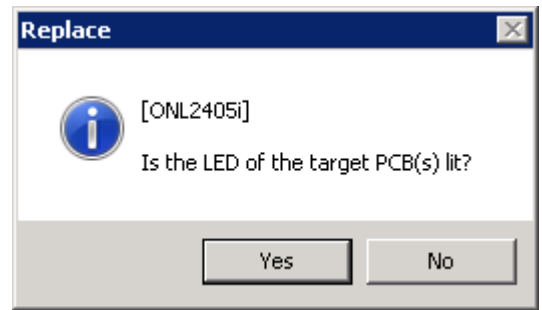 Replace
[ONL2405i]
Is the LED of the target PCB(s) lit?
Yes
No